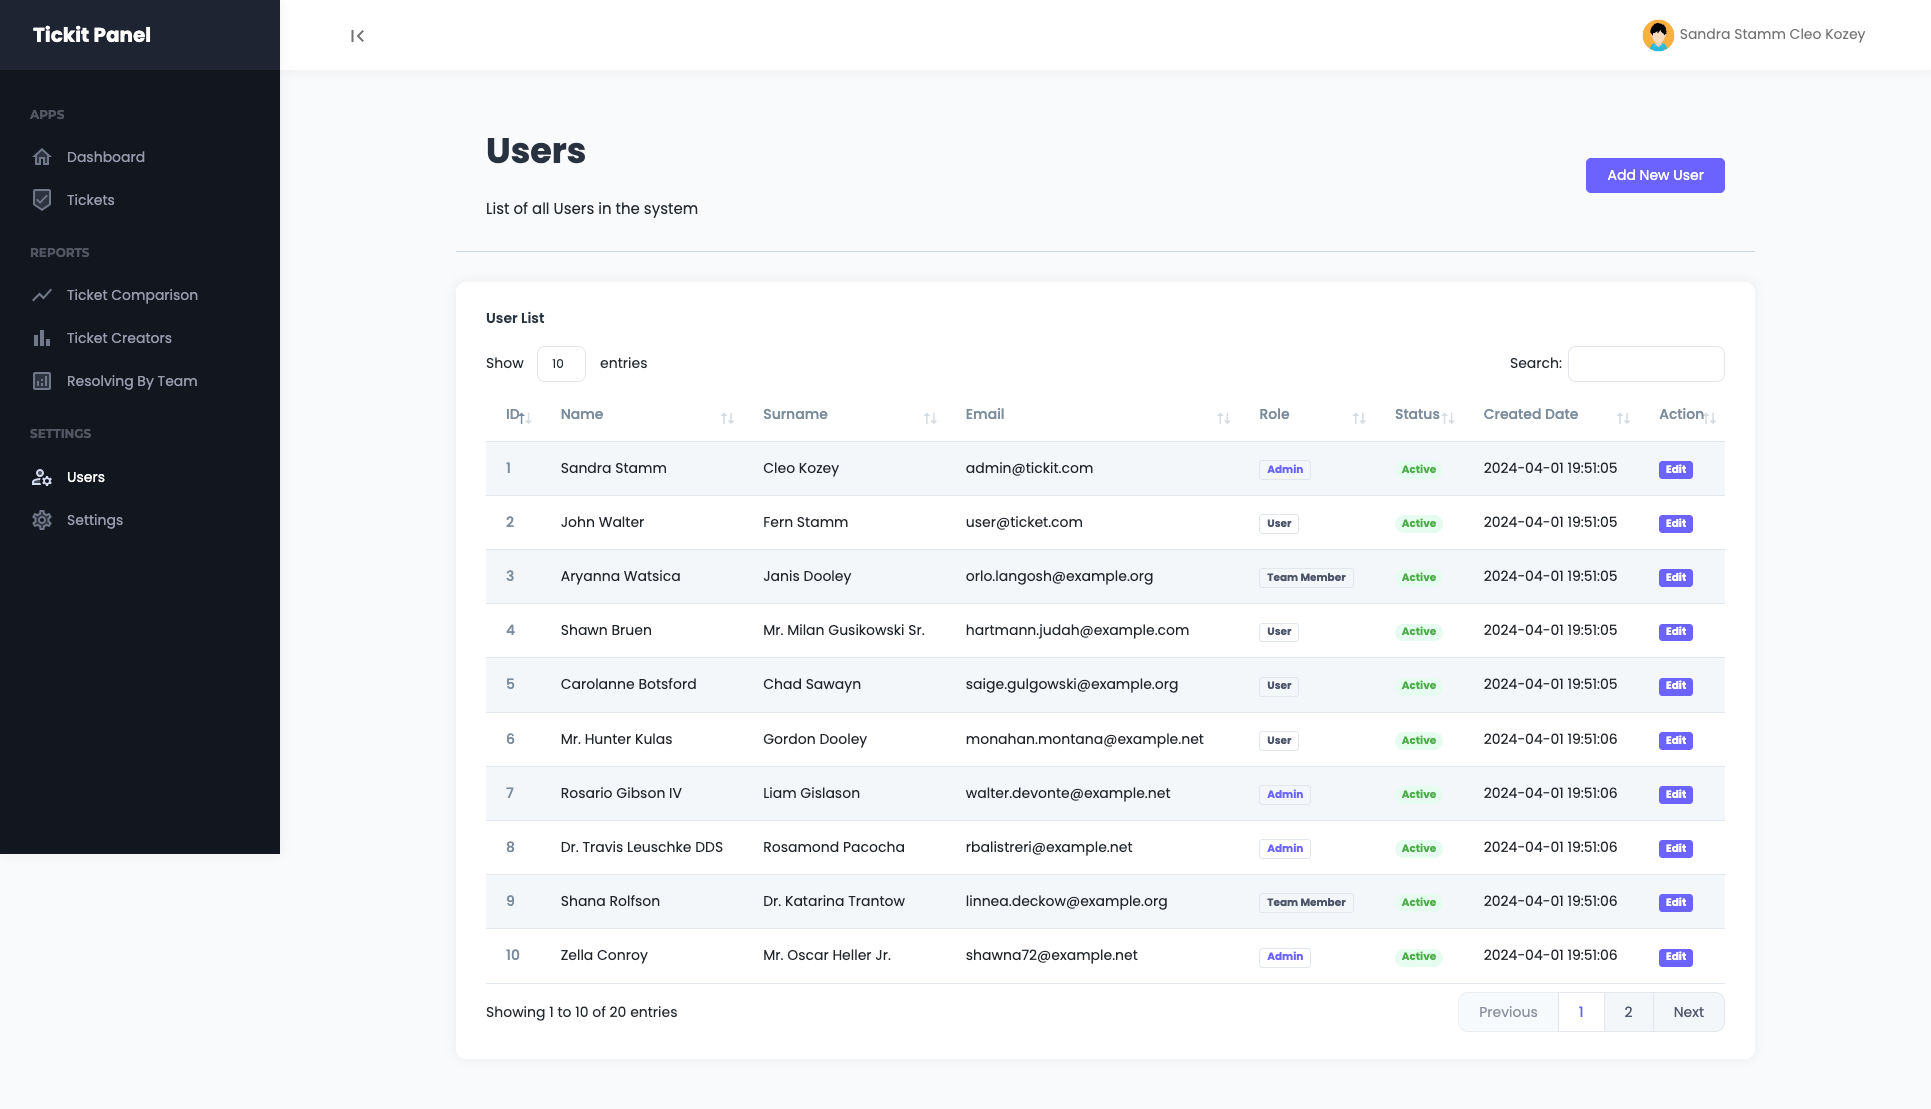 Tickit Panel
Sandra Stamm Cleo Kozey
APPS
Dashboard
Tickets
REPORTS
Ticket Comparison
Ticket Creators
Resolving By Team
SETTINGS
Users
Settings
Users
Add New User
List of all Users in the system
User List
Show 10 entries Search:
ID Name Surname Email Role Status Created Date Action
1 Sandra Stamm Cleo Kozey admin@tickit.com Admin Active 2024-04-01 19:51:05 Edit
2 John Walter Fern Stamm user@ticket.com User Active 2024-04-01 19:51:05 Edit
3 Aryanna Watsica Janis Dooley orlo.langosh@example.org Team Member Active 2024-04-01 19:51:05 Edit
4 Shawn Bruen Mr. Milan Gusikowski Sr. hartmann.judah@example.com User Active 2024-04-01 19:51:05 Edit
5 Carolanne Botsford Chad Sawayn saige.gulgowski@example.org User Active 2024-04-01 19:51:05 Edit
6 Mr. Hunter Kulas Gordon Dooley monahan.montana@example.net User Active 2024-04-01 19:51:06 Edit
7 Rosario Gibson IV Liam Gislason walter.devonte@example.net Admin Active 2024-04-01 19:51:06 Edit
8 Dr. Travis Leuschke DDS Rosamond Pacocha rbalistreri@example.net Admin Active 2024-04-01 19:51:06 Edit
9 Shana Rolfson Dr. Katarina Trantow linnea.deckow@example.org Team Member Active 2024-04-01 19:51:06 Edit
10 Zella Conroy Mr. Oscar Heller Jr. shawna72@example.net Admin Active 2024-04-01 19:51:06 Edit
Showing 1 to 10 of 20 entries Previous 1 2 Next